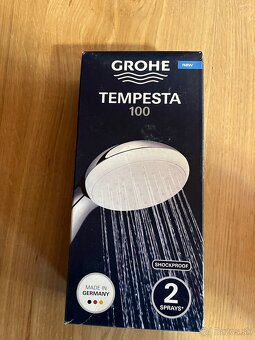 GROHE
new
TEMPESTA
100
SHOCKPROOF
MADE IN
GERMANY
2
SPRAYS*